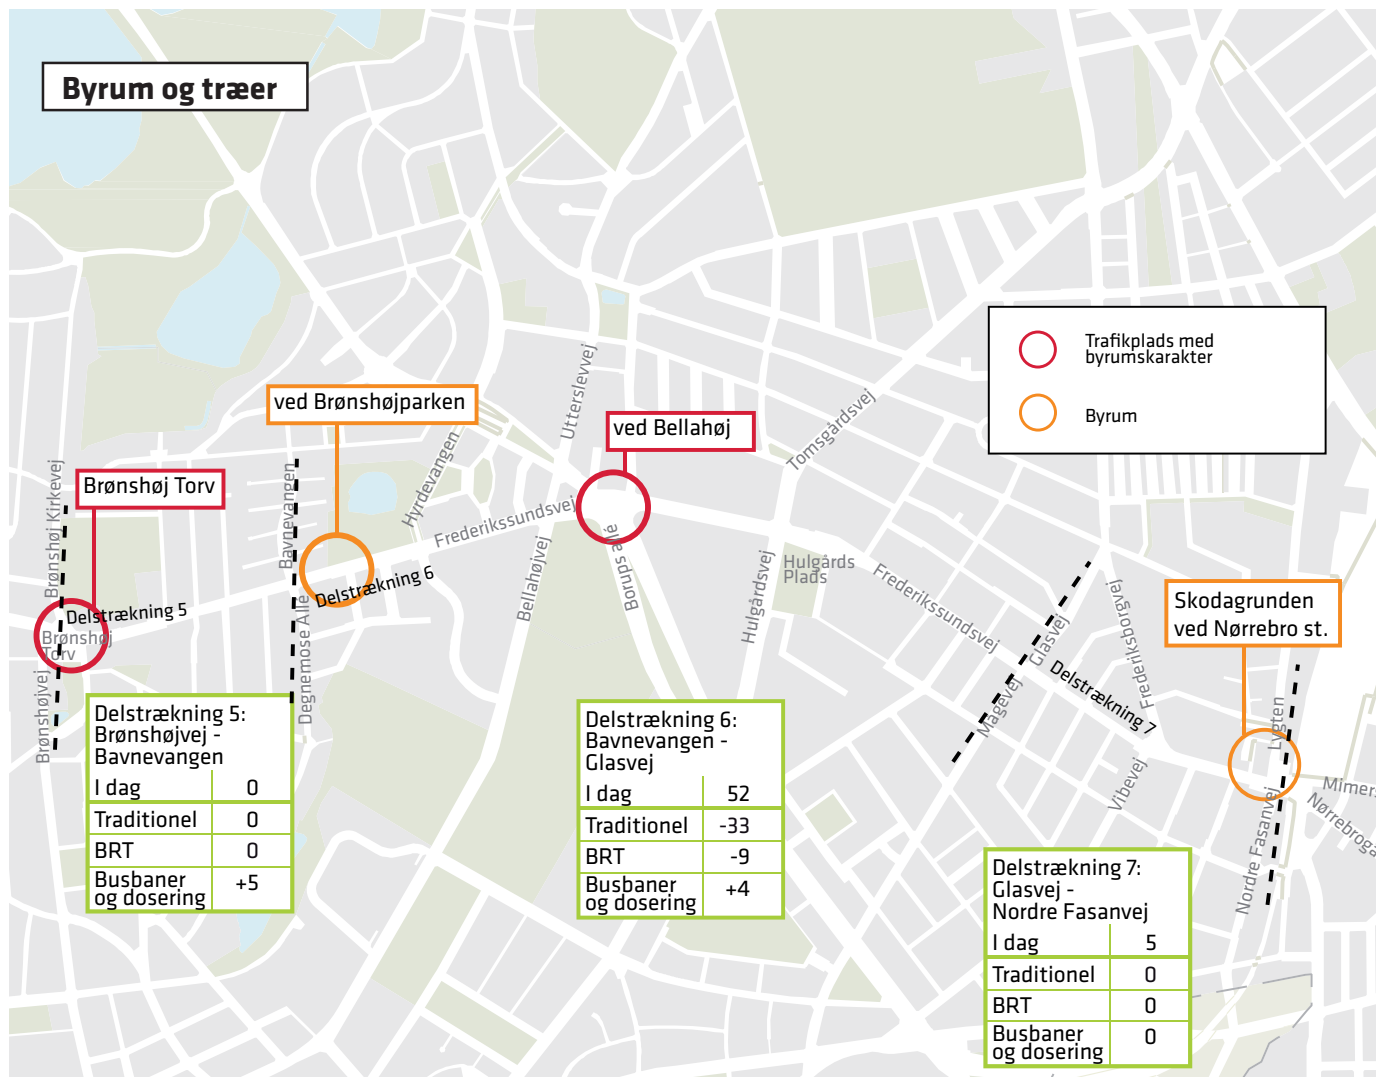 Byrum og træer
Trafikplads med
byrumskarakter
Byrum
ved Brønshøjparken
ved Bellahøj
Brønshøj Torv
Skodagrunden
ved Nørrebro st.
Utterslevvej
Tomsgårdsvej
Hyrdevangen
Brønshøj Kirkevej
Bavnevangen
Frederikssundsvej
Delstrækning 6
Delstrækning 5
Brønshøj
Torv
Brønshøjvej
Degnemose Alle
Bellahøjvej
Borups allé
Hulgårdsvej
Hulgårds
Plads
Frederikssundsvej
Glasvej
Mågevej
Frederiksborgvej
Delstrækning 7
Vibevej
Lygten
Nordre Fasanvej
Mimers
Nørrebroga
Delstrækning 5:
Brønshøjvej -
Bavnevangen
I dag 0
Traditionel 0
BRT 0
Busbaner
og dosering +5
Delstrækning 6:
Bavnevangen -
Glasvej
I dag 52
Traditionel -33
BRT -9
Busbaner
og dosering +4
Delstrækning 7:
Glasvej -
Nordre Fasanvej
I dag 5
Traditionel 0
BRT 0
Busbaner
og dosering 0